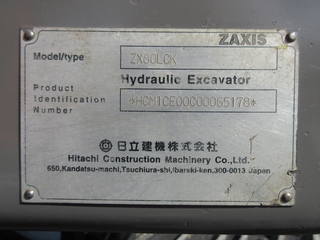 ZAXIS
Model/type ZX80LCK
Hydraulic Excavator
Product Identification Number *HCM1CE00C00065178*
日立建機株式会社
Hitachi Construction Machinery Co.,Ltd.
650,Kandatsu-machi,Tsuchiura-shi,Ibaraki-ken,300-0013 Japan